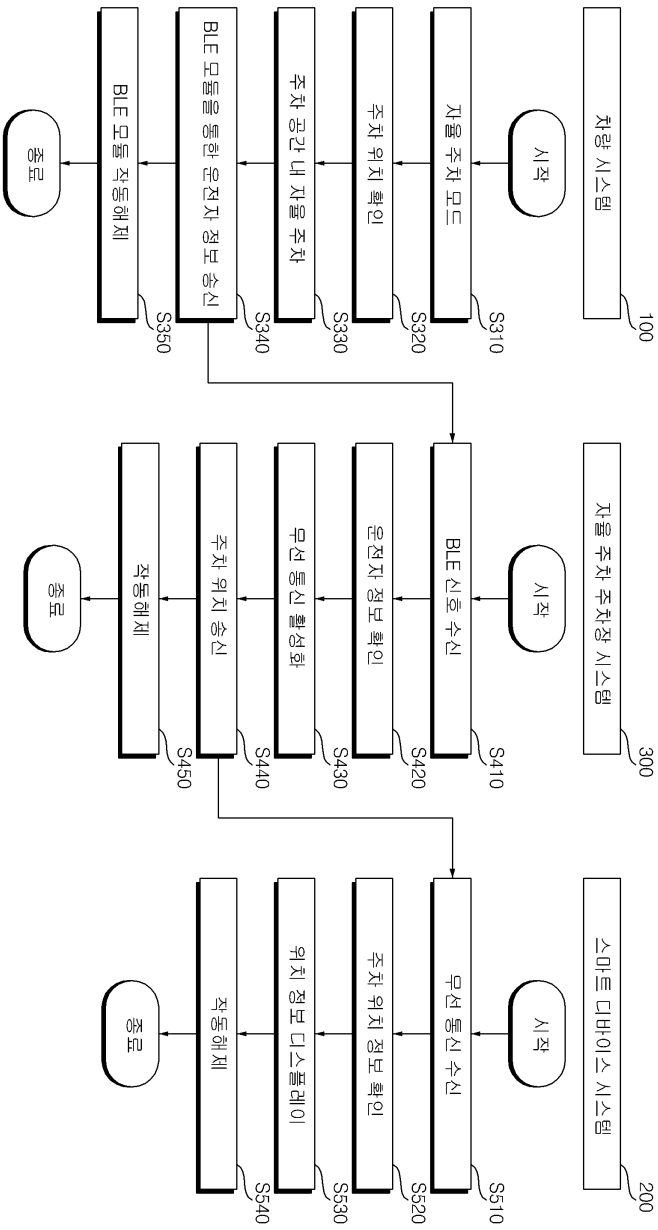 차량 시스템
100
시작
자율 주차 모드
S310
주차 위치 확인
S320
주차 공간 내 자율 주차
S330
BLE 모듈을 통한 운전자 정보 송신
S340
BLE 모듈 작동해제
S350
종료
자율 주차 주차장 시스템
300
시작
BLE 신호 수신
S410
운전자 정보 확인
S420
무선 통신 활성화
S430
주차 위치 송신
S440
작동해제
S450
종료
스마트 디바이스 시스템
200
시작
무선 통신 수신
S510
주차 위치 정보 확인
S520
위치 정보 디스플레이
S530
작동해제
S540
종료